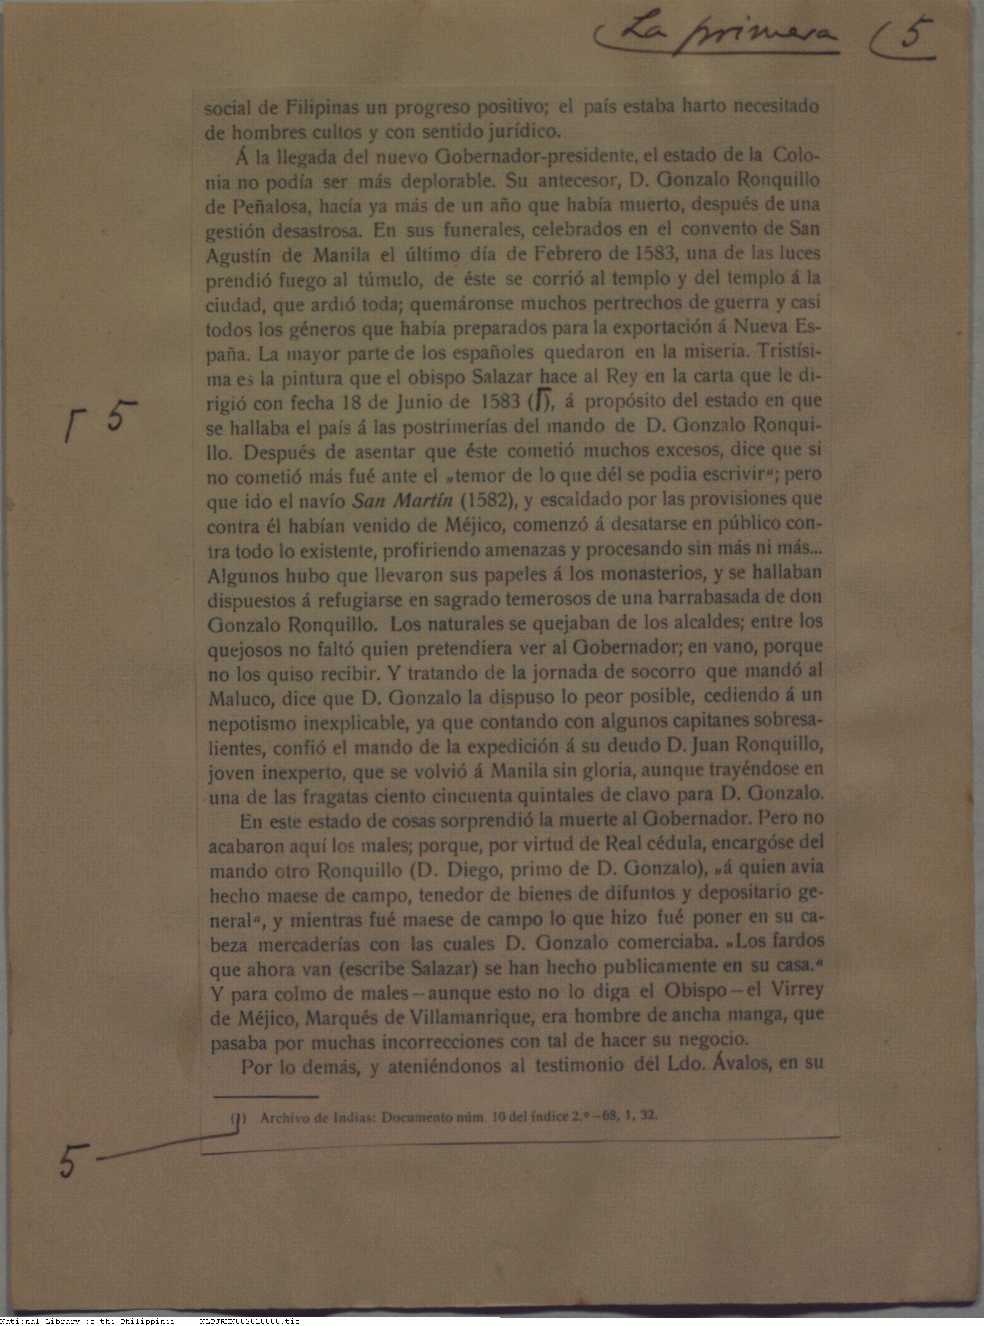 La primera (5
social de Filipinas un progreso positivo; el país estaba harto necesitado
de hombres cultos y con sentido jurídico.
Á la llegada del nuevo Gobernador-presidente, el estado de la Colo-
nia no podía ser más deplorable. Su antecesor, D. Gonzalo Ronquillo
de Peñalosa, hacía ya más de un año que había muerto, después de una
gestión desastrosa. En sus funerales, celebrados en el convento de San
Agustín de Manila el último día de Febrero de 1583, una de las luces
prendió fuego al túmulo, de éste se corrió al templo y del templo á la
ciudad, que ardió toda; quemáronse muchos pertrechos de guerra y casi
todos los géneros que había preparados para la exportación á Nueva Es-
paña. La mayor parte de los españoles quedaron en la miseria. Tristísi-
ma es la pintura que el obispo Salazar hace al Rey en la carta que le di-
rigió con fecha 18 de Junio de 1583 (1), á propósito del estado en que
5
se hallaba el país á las postrimerías del mando de D. Gonzalo Ronqui-
llo. Después de asentar que éste cometió muchos excesos, dice que si
no cometió más fué ante el „temor de lo que dél se podia escrivir“; pero
que ido el navío San Martín (1582), y escaldado por las provisiones que
contra él habían venido de Méjico, comenzó á desatarse en público con-
tra todo lo existente, profiriendo amenazas y procesando sin más ni más...
Algunos hubo que llevaron sus papeles á los monasterios, y se hallaban
dispuestos á refugiarse en sagrado temerosos de una barrabasada de don
Gonzalo Ronquillo. Los naturales se quejaban de los alcaldes; entre los
quejosos no faltó quien pretendiera ver al Gobernador; en vano, porque
no los quiso recibir. Y tratando de la jornada de socorro que mandó al
Maluco, dice que D. Gonzalo la dispuso lo peor posible, cediendo á un
nepotismo inexplicable, ya que contando con algunos capitanes sobresa-
lientes, confió el mando de la expedición á su deudo D. Juan Ronquillo,
joven inexperto, que se volvió á Manila sin gloria, aunque trayéndose en
una de las fragatas ciento cincuenta quintales de clavo para D. Gonzalo.
En este estado de cosas sorprendió la muerte al Gobernador. Pero no
acabaron aquí los males; porque, por virtud de Real cédula, encargóse del
mando otro Ronquillo (D. Diego, primo de D. Gonzalo), „á quien avia
hecho maese de campo, tenedor de bienes de difuntos y depositario ge-
neral“, y mientras fué maese de campo lo que hizo fué poner en su ca-
beza mercaderías con las cuales D. Gonzalo comerciaba. „Los fardos
que ahora van (escribe Salazar) se han hecho publicamente en su casa.“
Y para colmo de males—aunque esto no lo diga el Obispo—el Virrey
de Méjico, Marqués de Villamanrique, era hombre de ancha manga, que
pasaba por muchas incorrecciones con tal de hacer su negocio.
Por lo demás, y ateniéndonos al testimonio del Ldo. Ávalos, en su
(1) Archivo de Indias: Documento núm. 10 del índice 2.º—68, 1, 32.
5
National Library of the Philippines